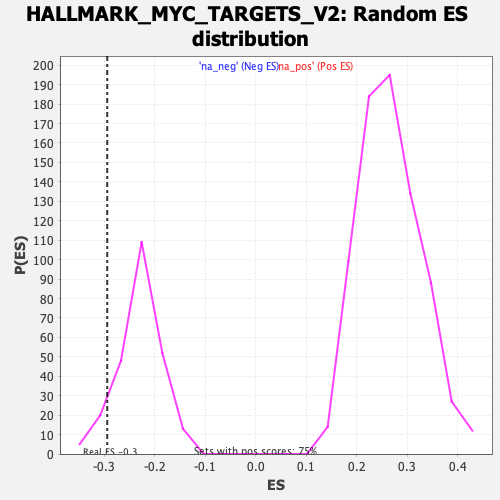 HALLMARK_MYC_TARGETS_V2: Random ES
distribution
'na_neg' (Neg ES)na_pos' (Pos ES)
200
190
180
170
160
150
140
130
120
110
100
90
80
70
60
50
40
30
20
10
0
P(ES)
Real ES -0.3
Sets with pos scores: 75%
-0.3 -0.2 -0.1 0.0 0.1 0.2 0.3 0.4
ES